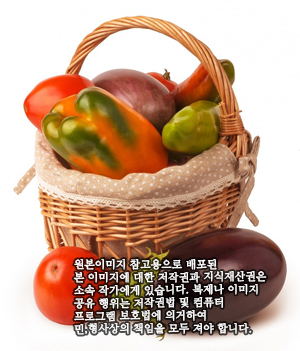 원본이미지 참고용으로 배포된
본 이미지에 대한 저작권과 지식재산권은
소속 작가에게 있습니다. 복제나 이미지
공유 행위는 저작권법 및 컴퓨터
프로그램 보호법에 의거하여
민,형사상의 책임을 모두 져야 합니다.